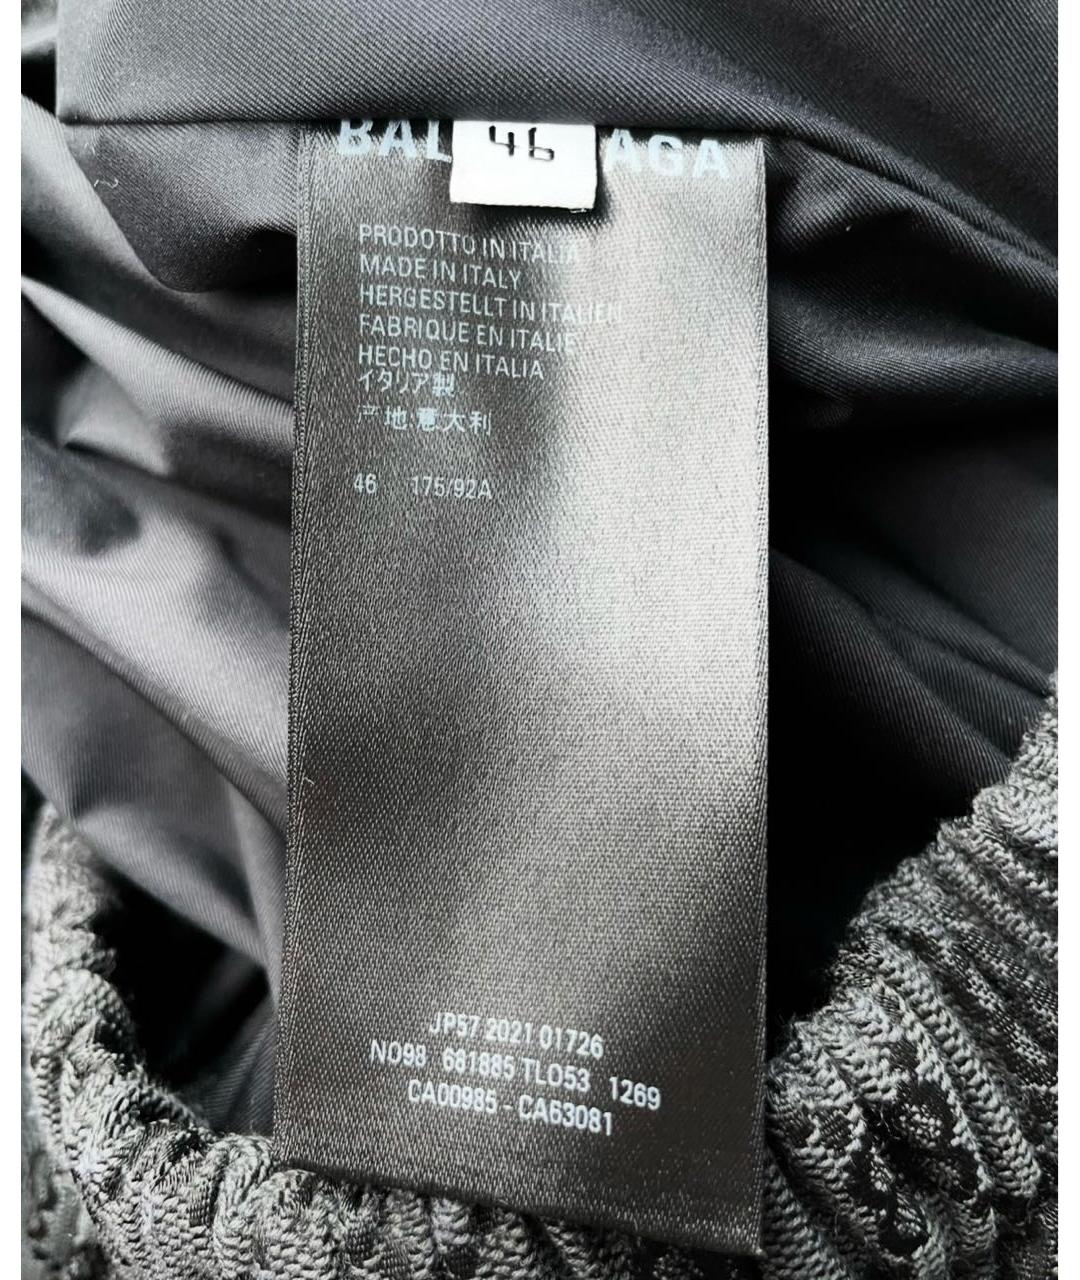 BAL AGA
46
PRODOTTO IN ITALIA
MADE IN ITALY
HERGESTELLT IN ITALIEN
FABRIQUE EN ITALIE
HECHO EN ITALIA
イタリア製
产地:意大利
46 175/92A
JP57 2021 01726
NO98 681885 TLO53 1269
CA00985 - CA63081